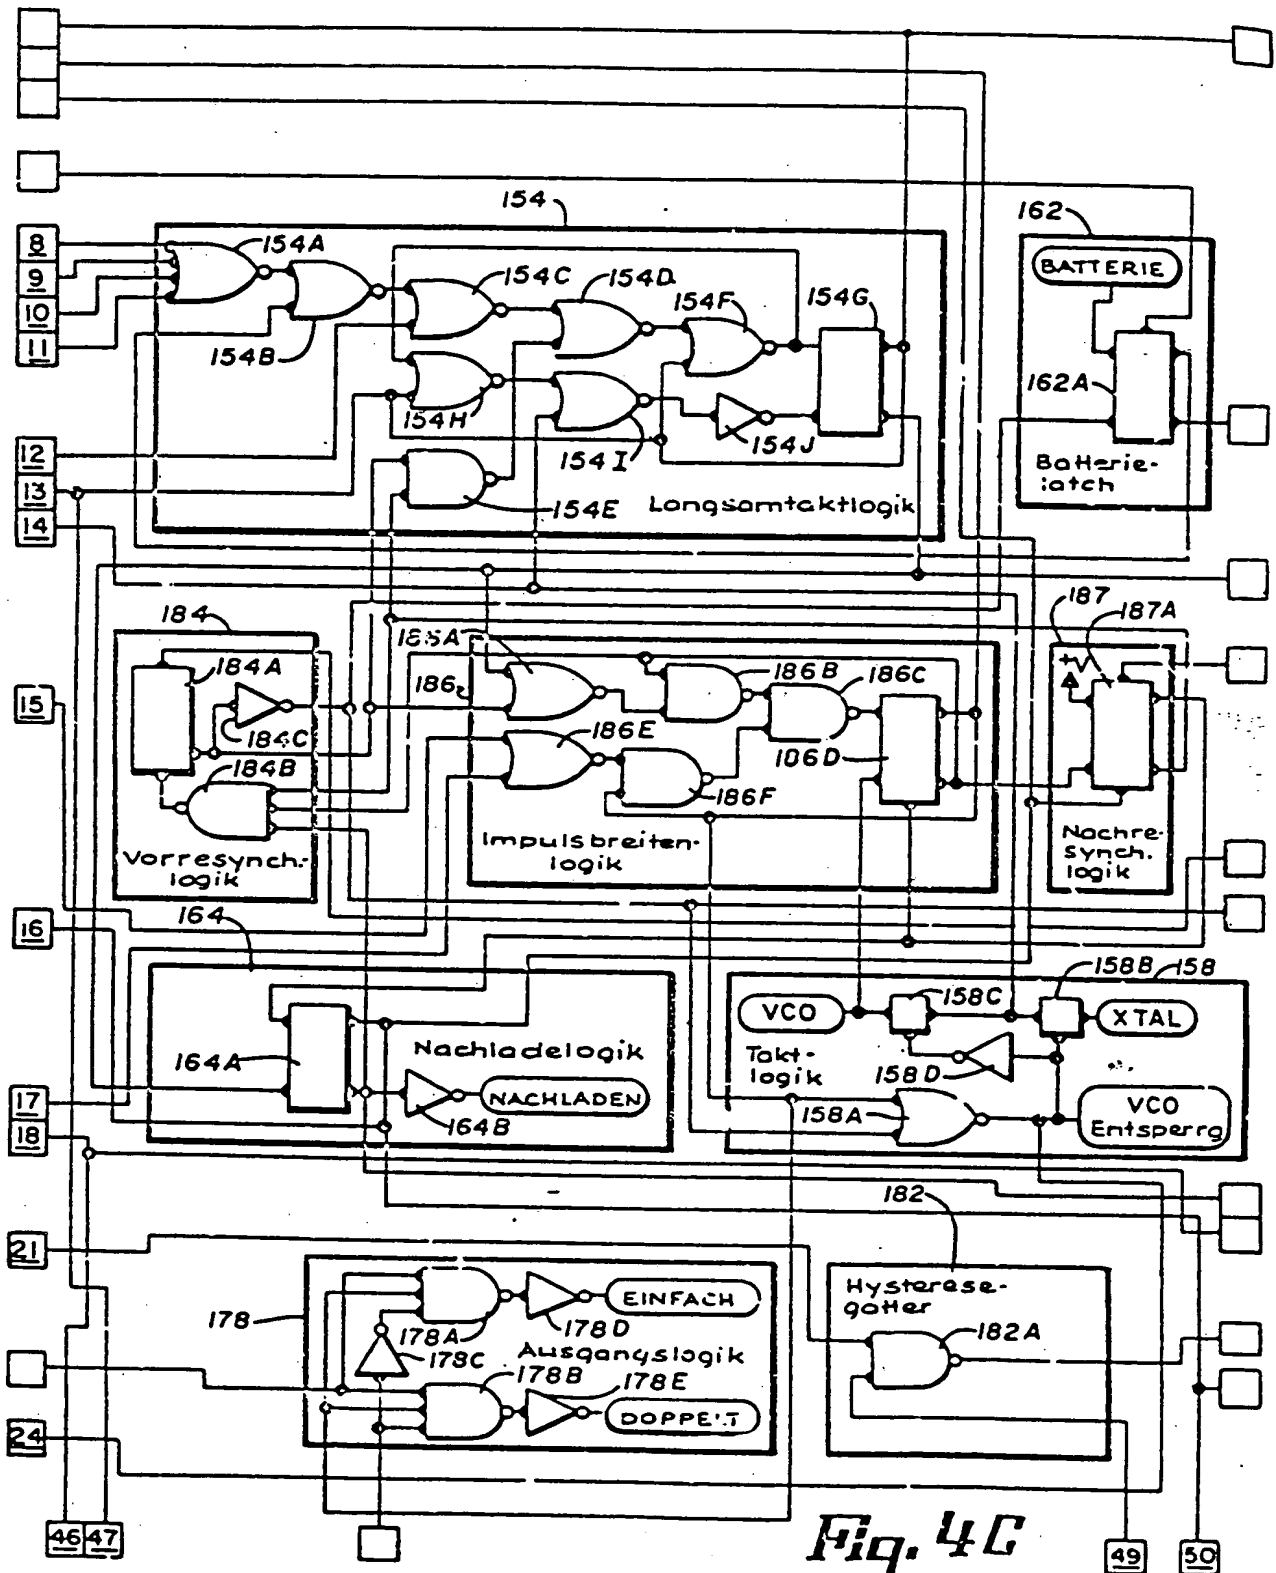 154
162
8
154A
BATTERIE
9
154C
154D
154F
154G
10
11
154B
162A
154H
154J
12
154I
Batterie-
latch
13
154E
Langsamtaktlogik
14
184
187
187A
184A
186A
186B
186C
15
186
184C
186E
184B
106D
186F
Vorresynch.-
logik
Impulsbreiten-
logik
Nachre-
synch.
logik
16
164
158B
158
158C
VCO
XTAL
164A
Nachladelogik
Takt-
logik
158D
17
NACHLADEN
158A
VCO
Entsperrg
18
164B
182
21
Hysterese-
gatter
EINFACH
178
178A
178D
182A
178C
Ausgangslogik
178B
178E
DOPPELT
24
46
47
Fig. 4C
49
50